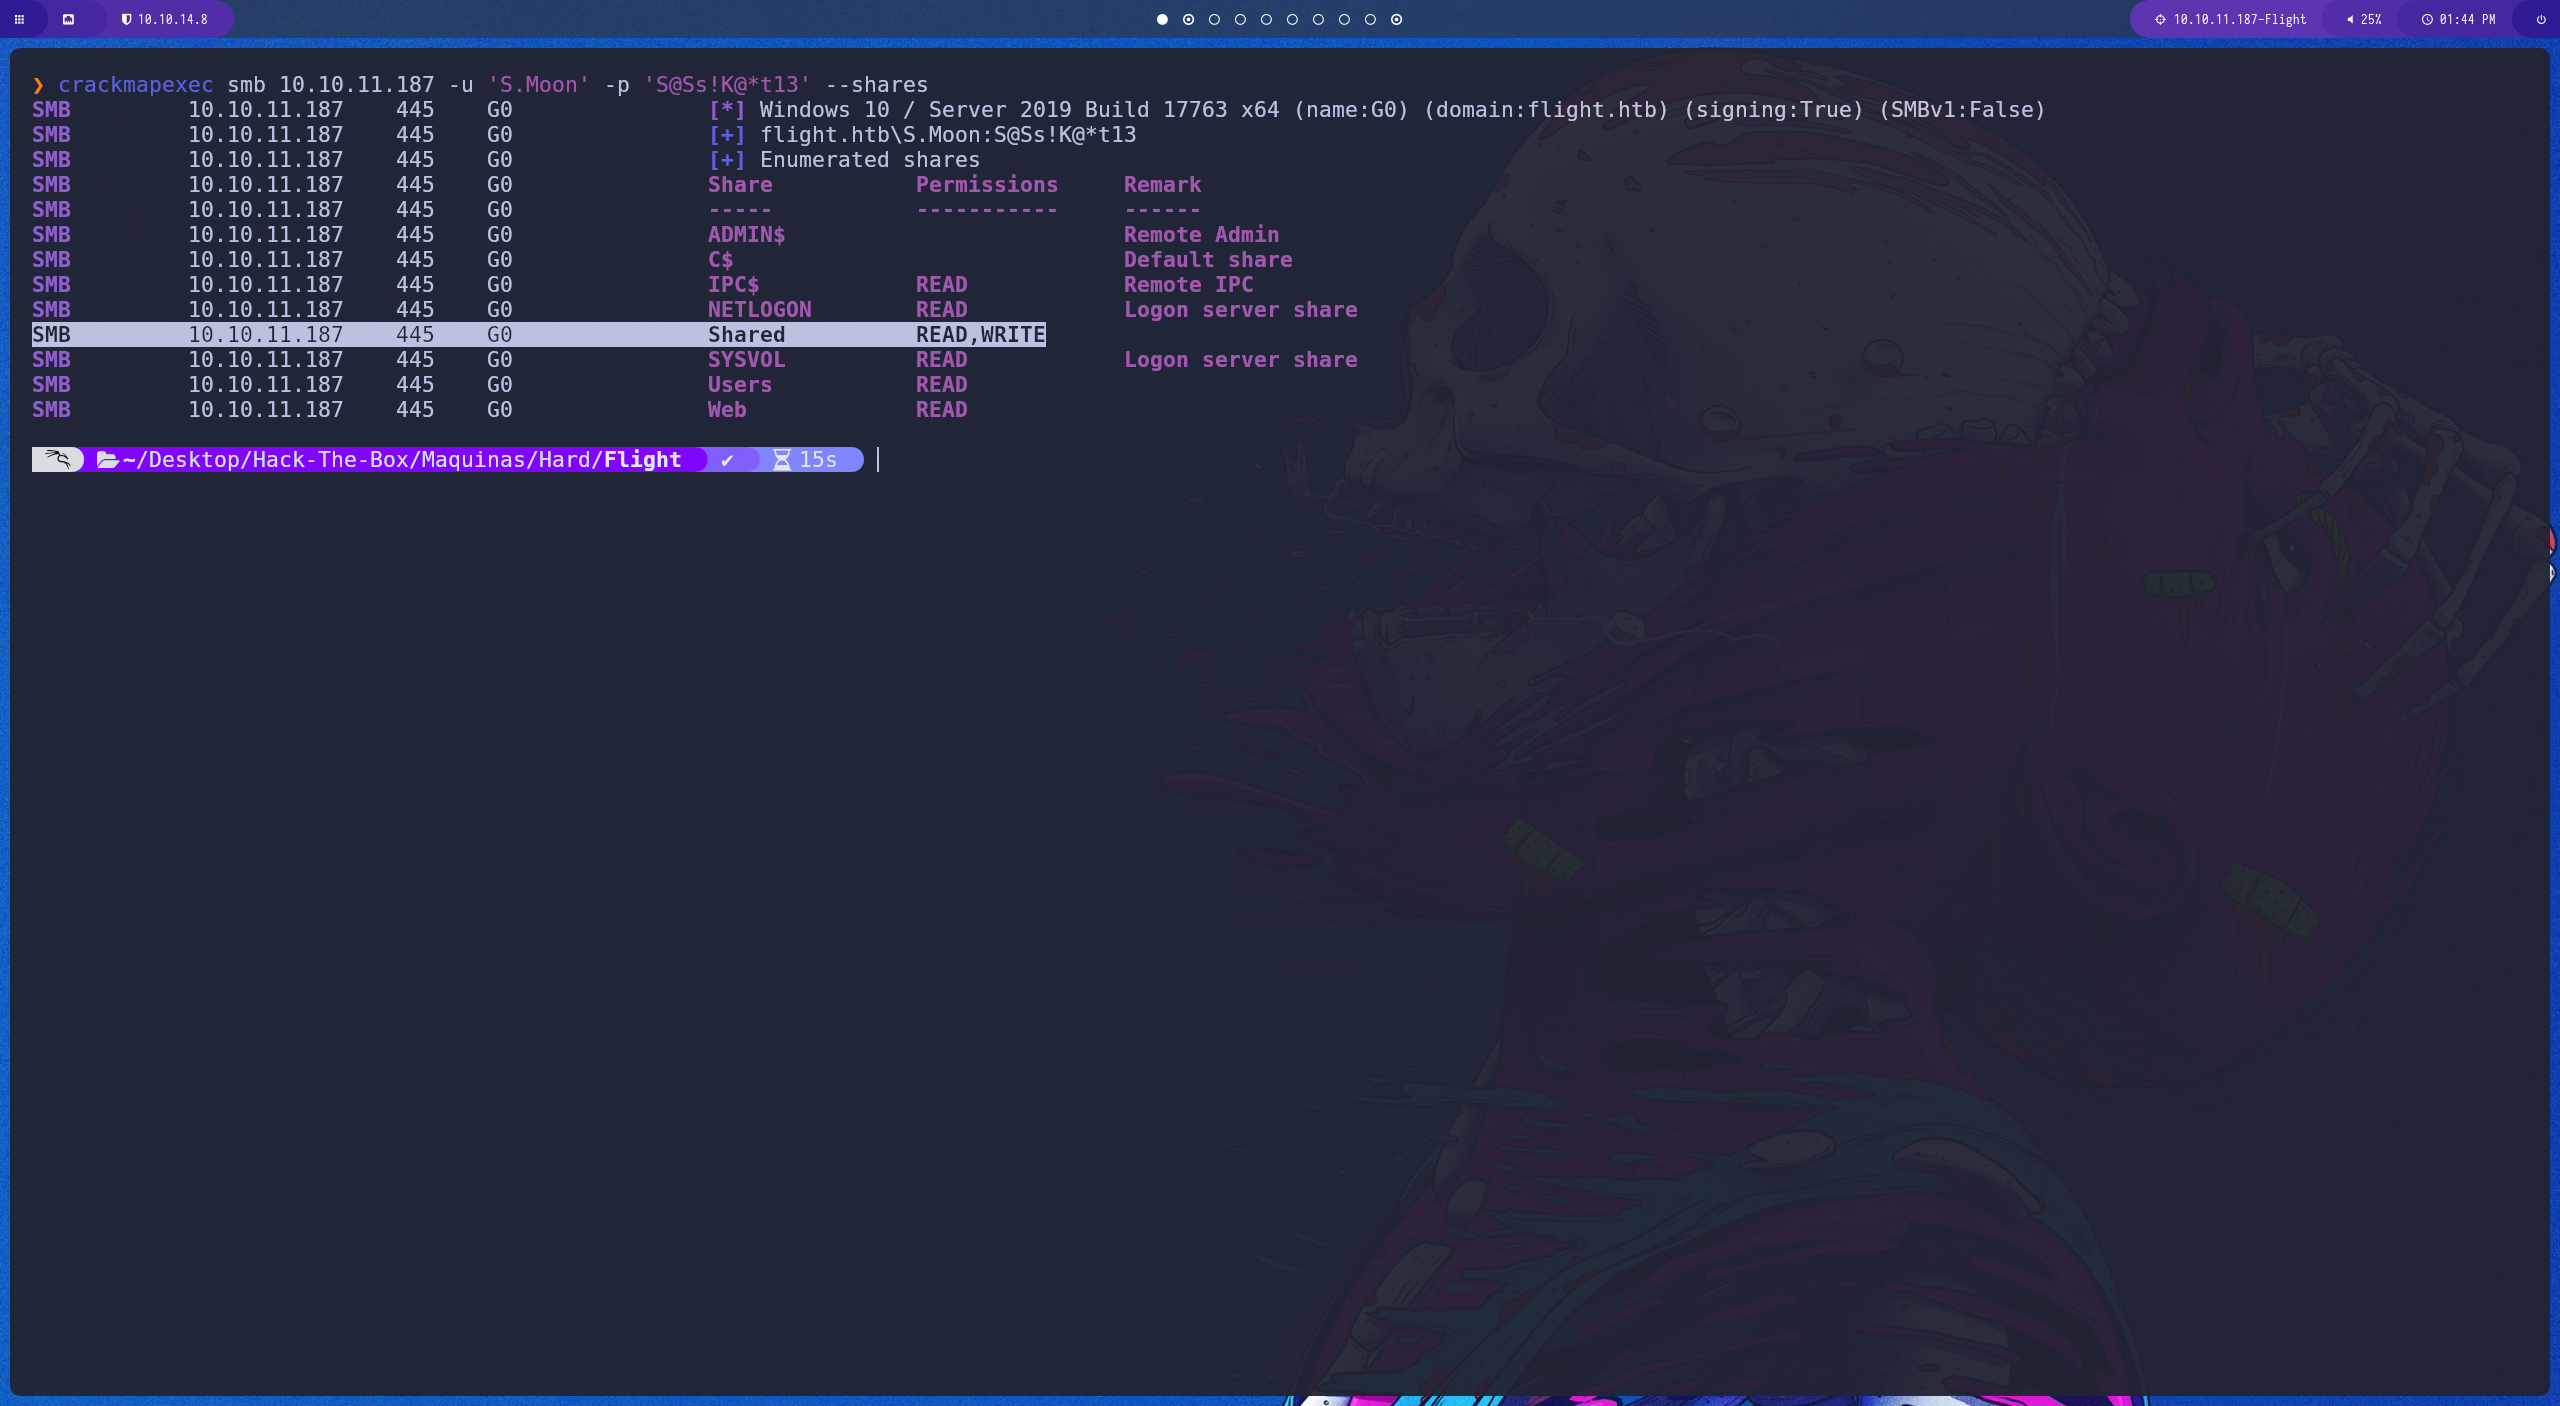 10.10.14.8 10.10.11.187-Flight 25% 01:44 PM
❯ crackmapexec smb 10.10.11.187 -u 'S.Moon' -p 'S@Ss!K@*t13' --shares
SMB 10.10.11.187 445 G0 [*] Windows 10 / Server 2019 Build 17763 x64 (name:G0) (domain:flight.htb) (signing:True) (SMBv1:False)
SMB 10.10.11.187 445 G0 [+] flight.htb\S.Moon:S@Ss!K@*t13
SMB 10.10.11.187 445 G0 [+] Enumerated shares
SMB 10.10.11.187 445 G0 Share Permissions Remark
SMB 10.10.11.187 445 G0 ----- ----------- ------
SMB 10.10.11.187 445 G0 ADMIN$ Remote Admin
SMB 10.10.11.187 445 G0 C$ Default share
SMB 10.10.11.187 445 G0 IPC$ READ Remote IPC
SMB 10.10.11.187 445 G0 NETLOGON READ Logon server share
SMB 10.10.11.187 445 G0 Shared READ,WRITE
SMB 10.10.11.187 445 G0 SYSVOL READ Logon server share
SMB 10.10.11.187 445 G0 Users READ
SMB 10.10.11.187 445 G0 Web READ
~/Desktop/Hack-The-Box/Maquinas/Hard/Flight ✔ 15s